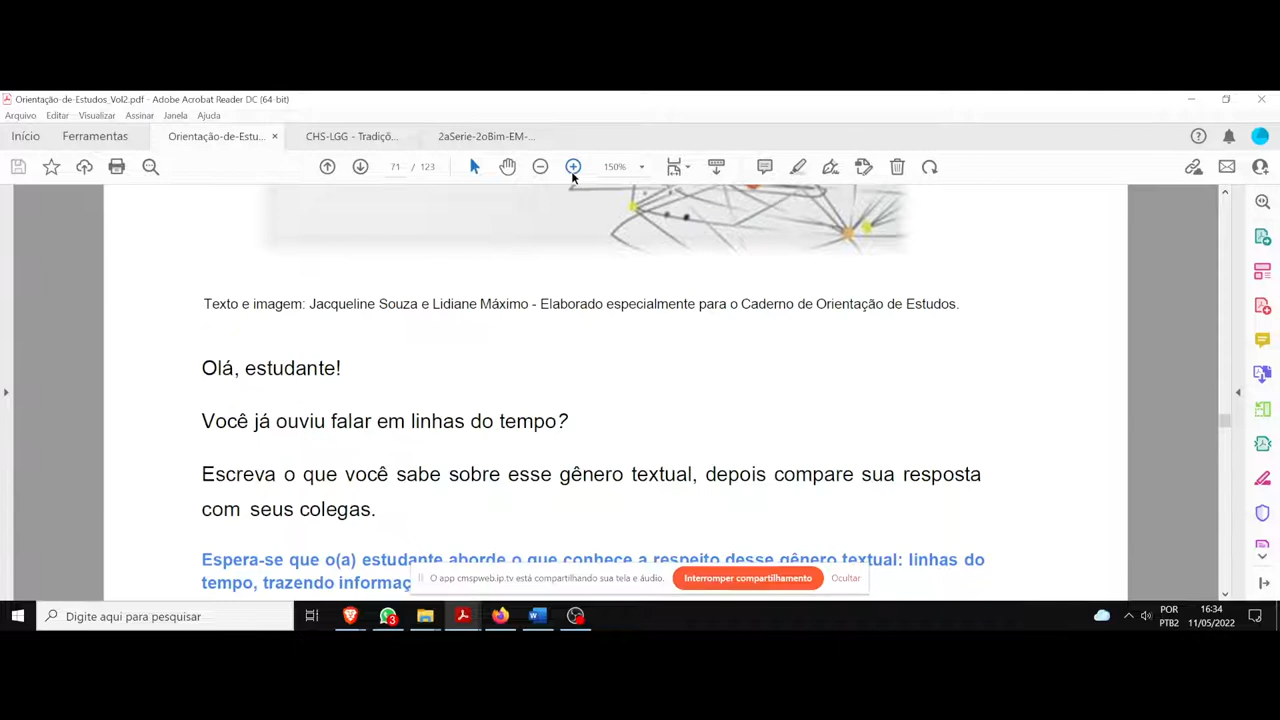 Orientação-de-Estudos_Vol2.pdf - Adobe Acrobat Reader DC (64-bit)
Arquivo Editar Visualizar Assinar Janela Ajuda
Início Ferramentas Orientação-de-Estu... × CHS-LGG - Tradiçõ... 2aSerie-2oBim-EM-...
71 / 123 150%
Texto e imagem: Jacqueline Souza e Lidiane Máximo - Elaborado especialmente para o Caderno de Orientação de Estudos.
Olá, estudante!
Você já ouviu falar em linhas do tempo?
Escreva o que você sabe sobre esse gênero textual, depois compare sua resposta
com seus colegas.
Espera-se que o(a) estudante aborde o que conhece a respeito desse gênero textual: linhas do
tempo, trazendo
O app cmspweb.ip.tv está compartilhando sua tela e áudio. Interromper compartilhamento Ocultar
Digite aqui para pesquisar
3
POR 16:34
PTB2 11/05/2022